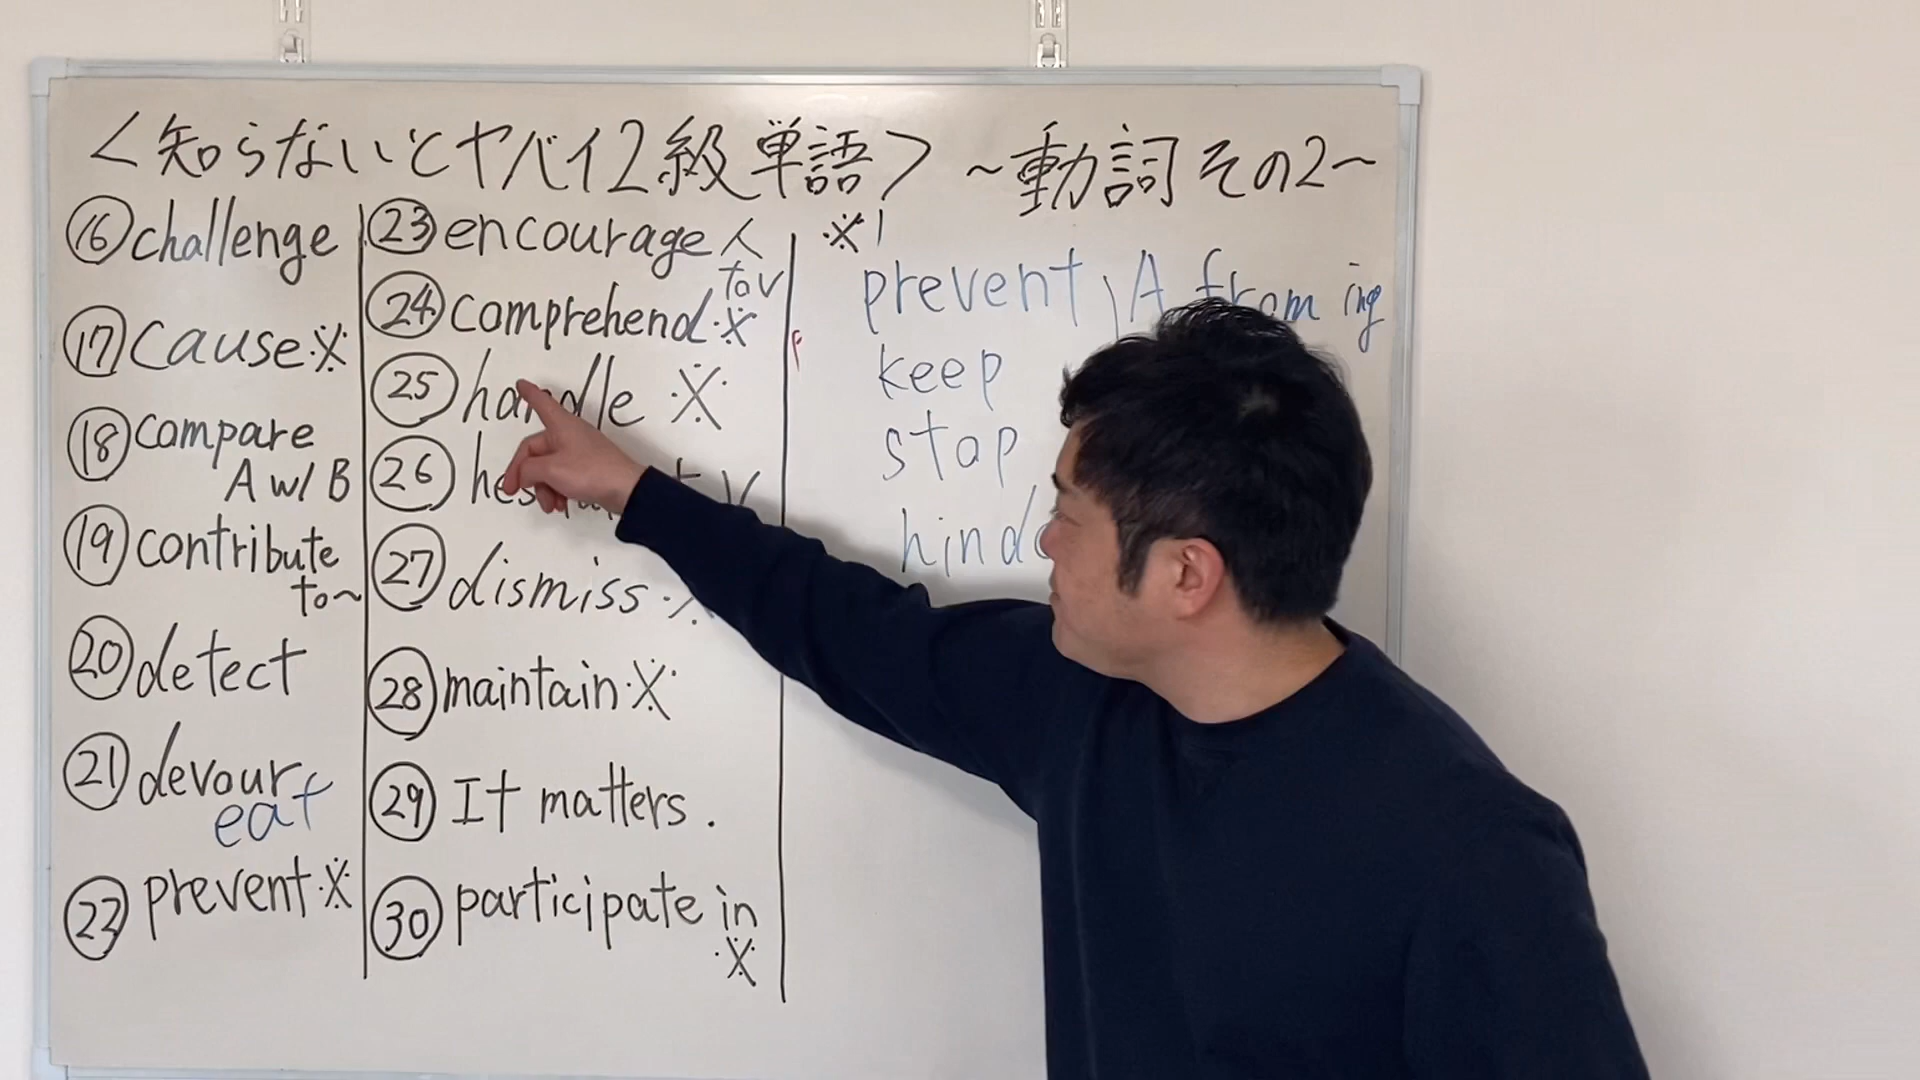 <知らないとヤバイ2級単語> ~動詞その2~
⑯challenge
⑰cause※
⑱compare
A w/ B
⑲contribute
to~
⑳detect
㉑devour
eat
㉒prevent※
㉓encourage 人
to v
㉔comprehend※
㉕handle ※
㉖
㉗dismiss※
㉘maintain※
㉙It matters.
㉚participate in
※
※1
prevent A from ing
keep
stop